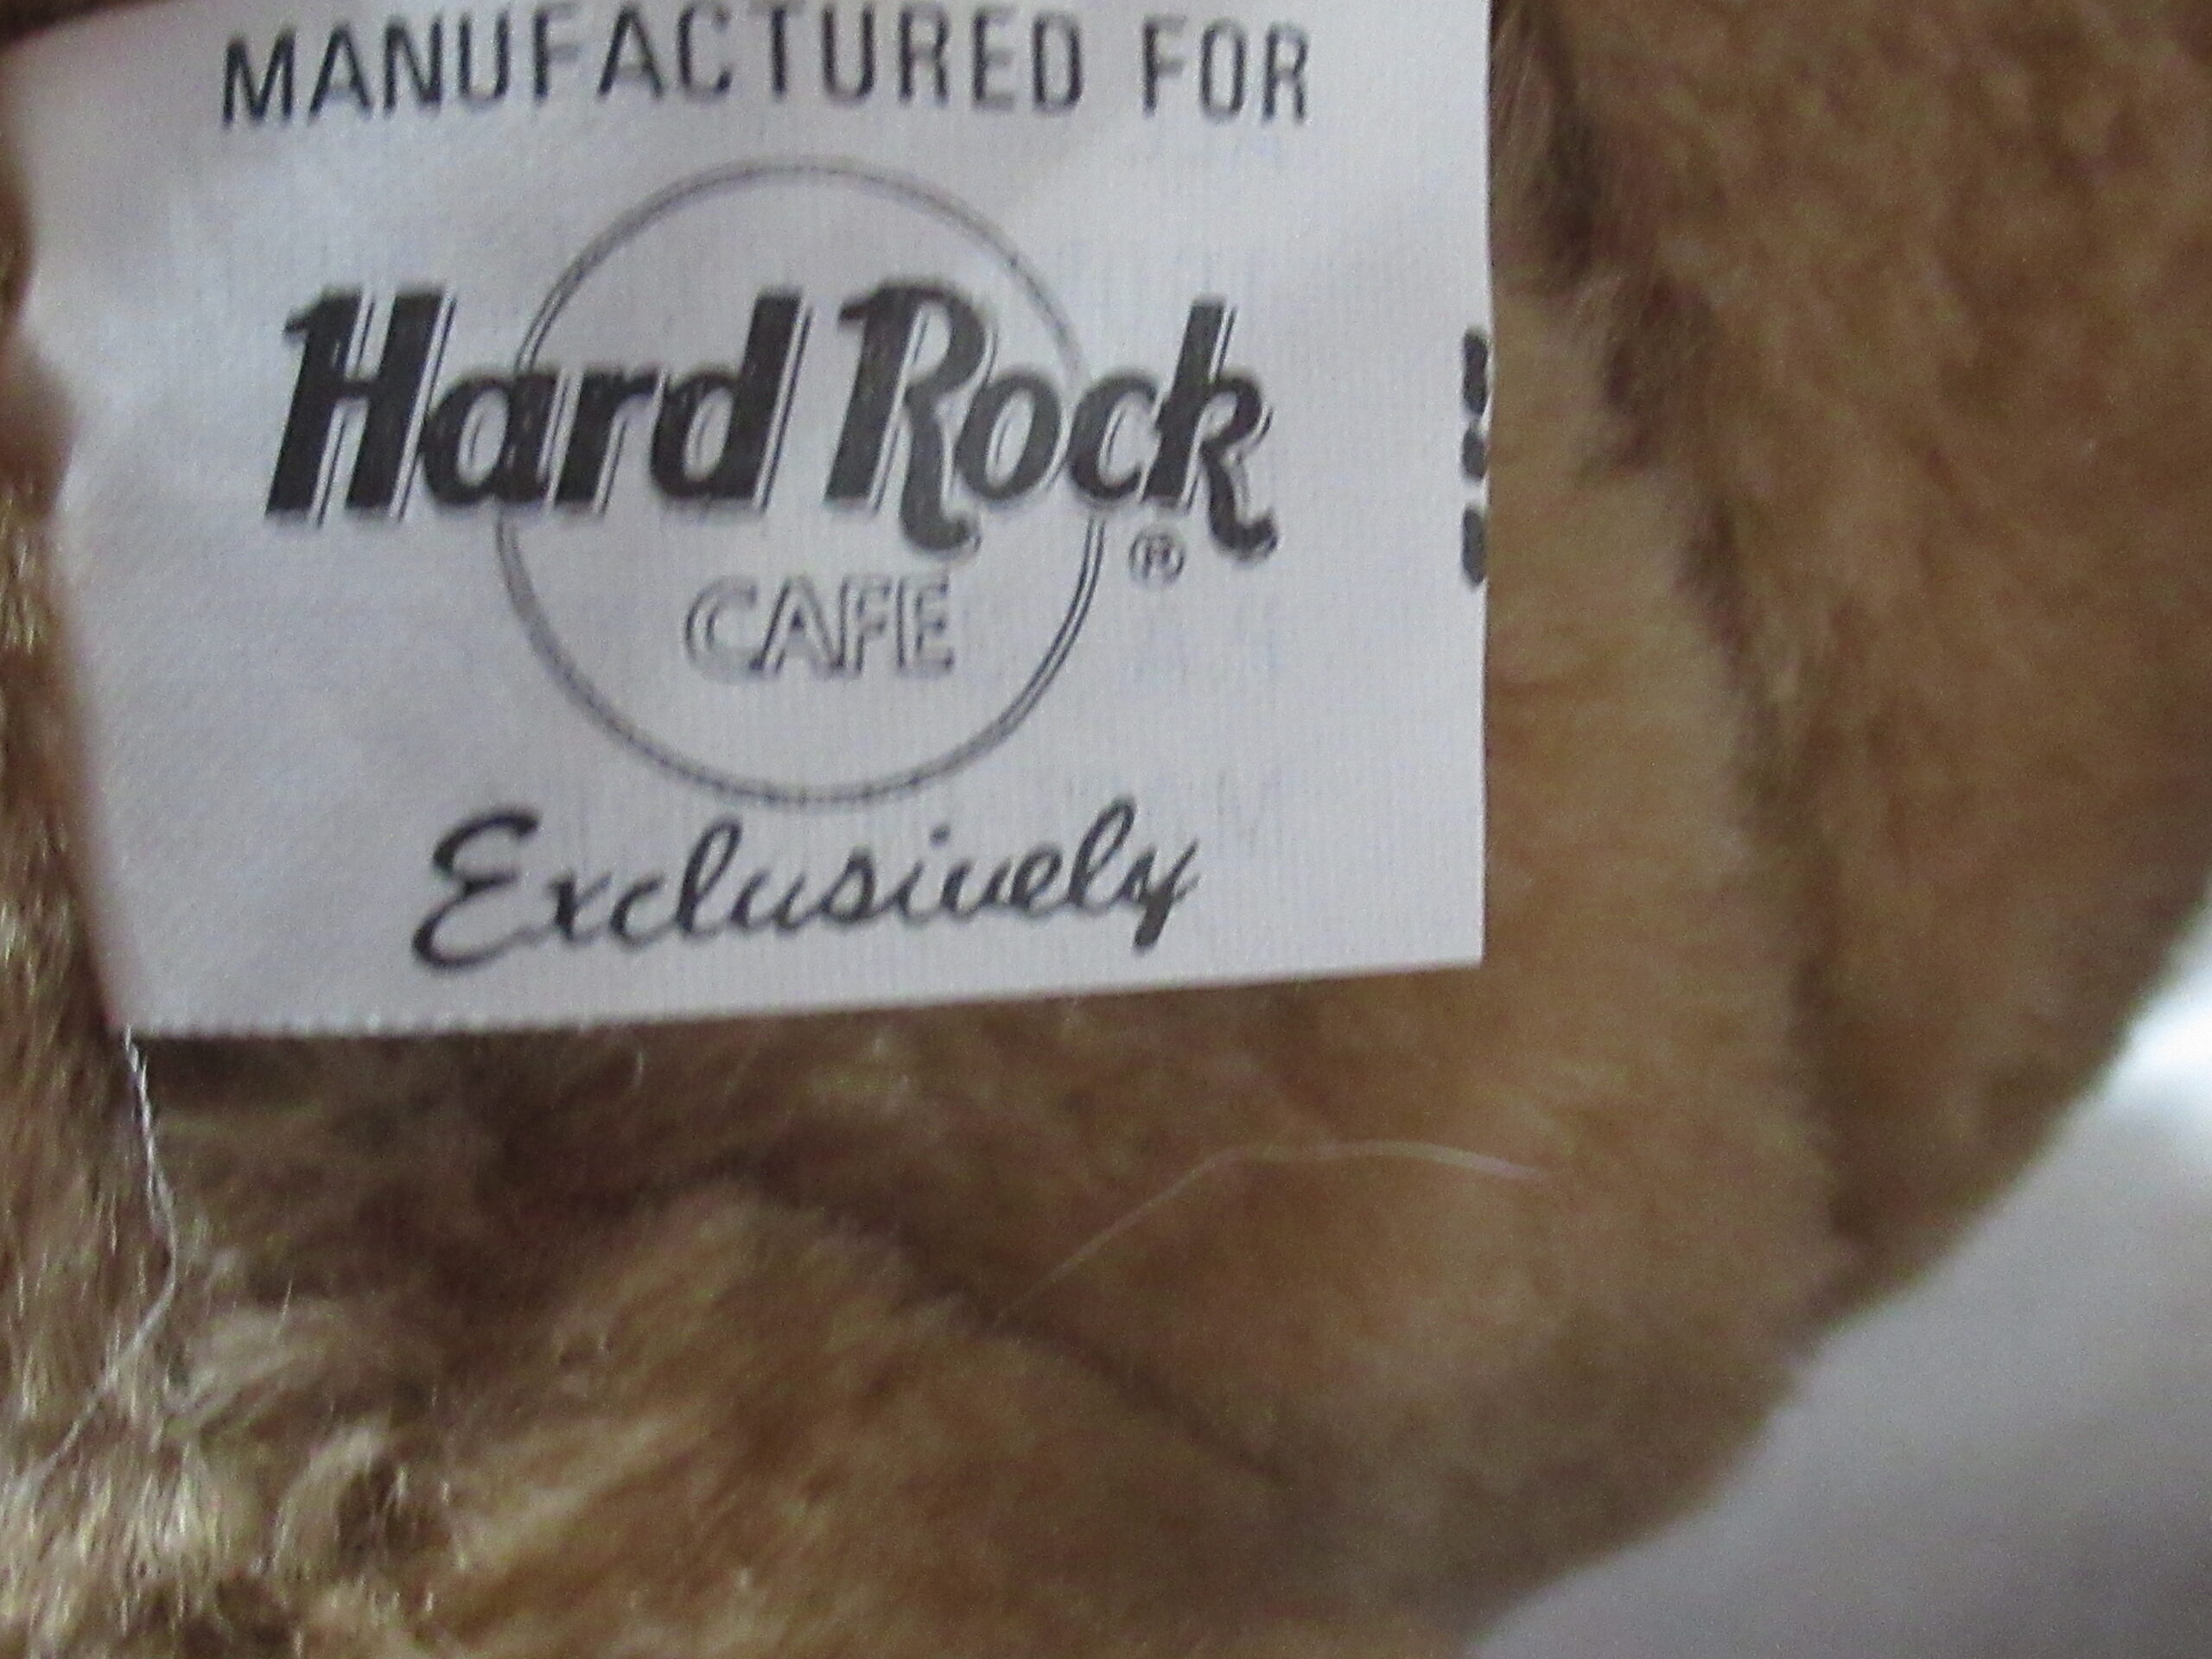 MANUFACTURED FOR
Hard Rock
®
CAFE
Exclusively